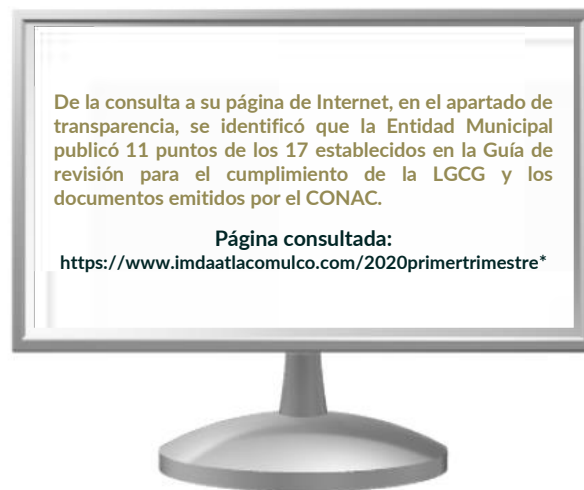 De la consulta a su página de Internet, en el apartado de
transparencia, se identificó que la Entidad Municipal
publicó 11 puntos de los 17 establecidos en la Guía de
revisión para el cumplimiento de la LGCG y los
documentos emitidos por el CONAC.
Página consultada:
https://www.imdaatlacomulco.com/2020primertrimestre*